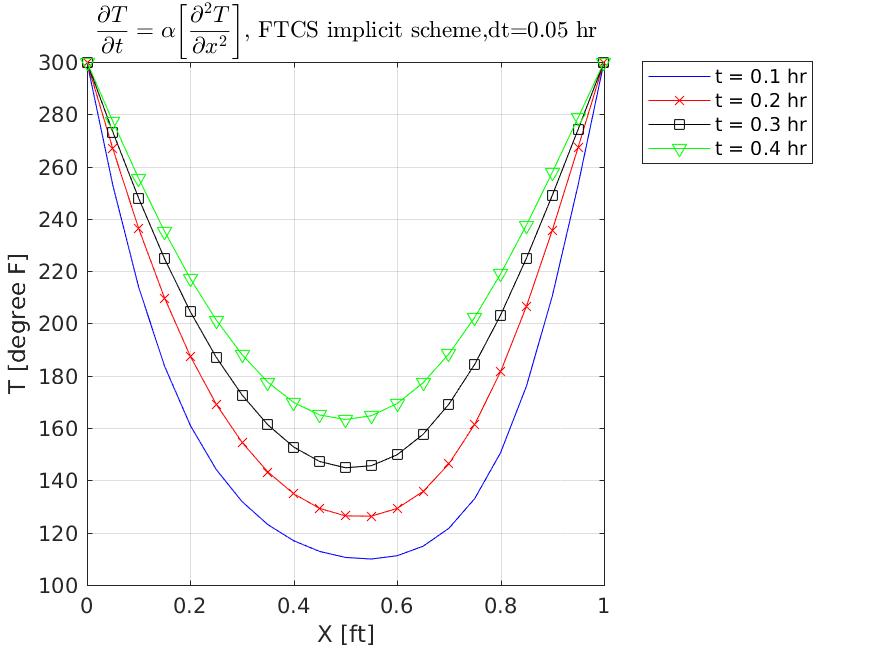 ∂T/∂t = α[∂²T/∂x²], FTCS implicit scheme,dt=0.05 hr
t = 0.1 hr
t = 0.2 hr
t = 0.3 hr
t = 0.4 hr
300
280
260
240
220
200
180
160
140
120
100
T [degree F]
0 0.2 0.4 0.6 0.8 1
X [ft]